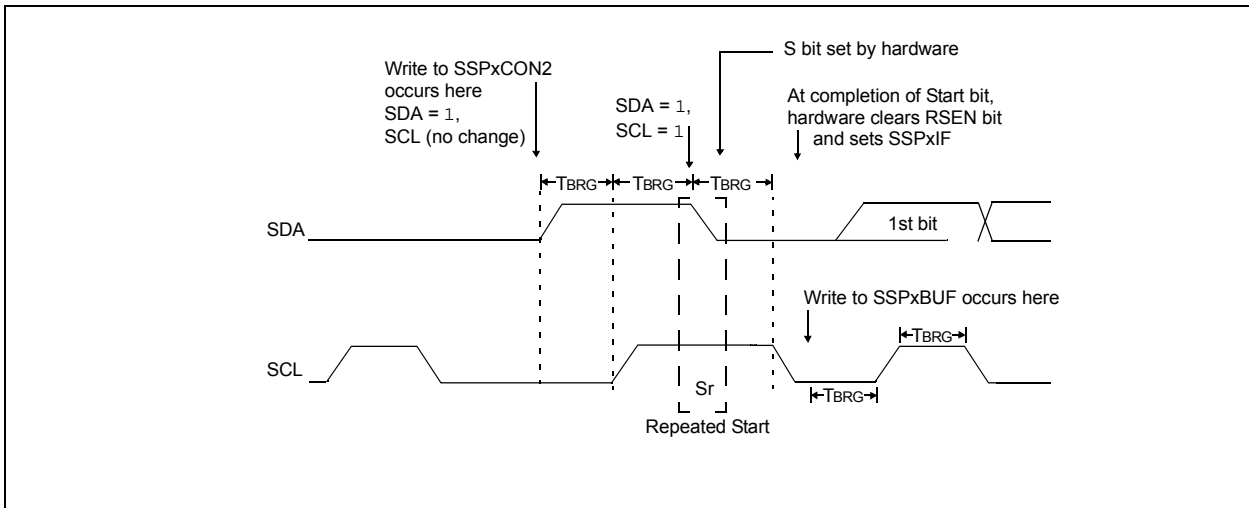 S bit set by hardware
Write to SSPxCON2
occurs here
SDA = 1,
SCL (no change)
SDA = 1,
SCL = 1
At completion of Start bit,
hardware clears RSEN bit
and sets SSPxIF
TBRG TBRG TBRG
SDA
1st bit
Write to SSPxBUF occurs here
TBRG
SCL
Sr
TBRG
Repeated Start